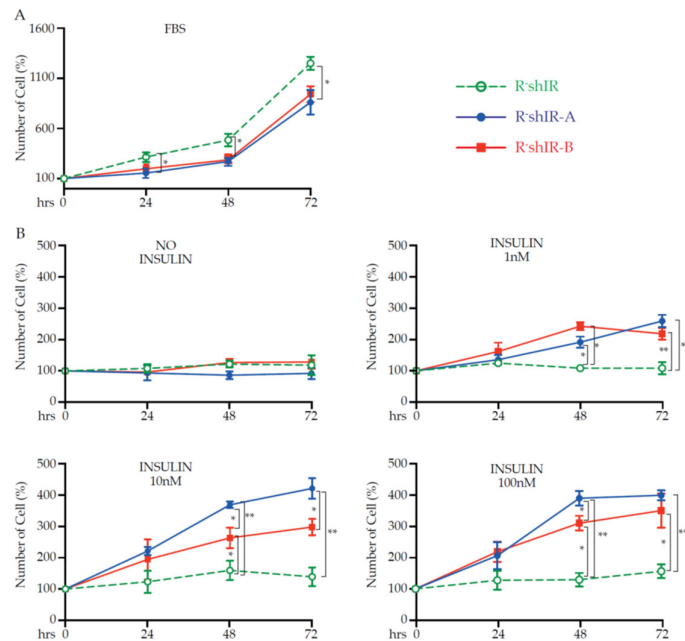 A
FBS
Number of Cell (%)
1600
1100
600
100
hrs 0 24 48 72
*
*
*
R-shIR
R-shIR-A
R-shIR-B
B
NO
INSULIN
Number of Cell (%)
500
400
300
200
100
0
hrs 0 24 48 72
INSULIN
1nM
Number of Cell (%)
500
400
300
200
100
0
hrs 0 24 48 72
*
*
**
*
INSULIN
10nM
Number of Cell (%)
500
400
300
200
100
0
hrs 0 24 48 72
*
**
*
*
**
INSULIN
100nM
Number of Cell (%)
500
400
300
200
100
0
hrs 0 24 48 72
*
*
**
*
**